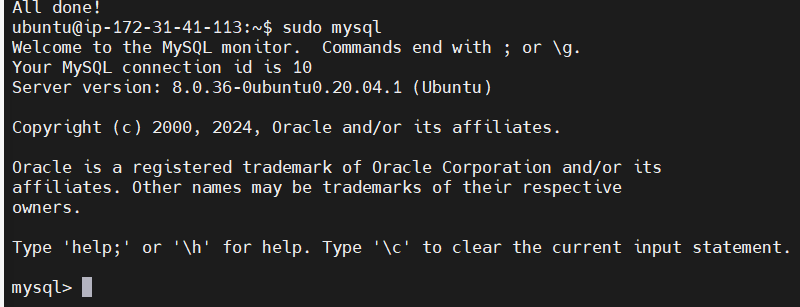 All done!
ubuntu@ip-172-31-41-113:~$ sudo mysql
Welcome to the MySQL monitor.  Commands end with ; or \g.
Your MySQL connection id is 10
Server version: 8.0.36-0ubuntu0.20.04.1 (Ubuntu)

Copyright (c) 2000, 2024, Oracle and/or its affiliates.

Oracle is a registered trademark of Oracle Corporation and/or its
affiliates. Other names may be trademarks of their respective
owners.

Type 'help;' or '\h' for help. Type '\c' to clear the current input statement.

mysql>